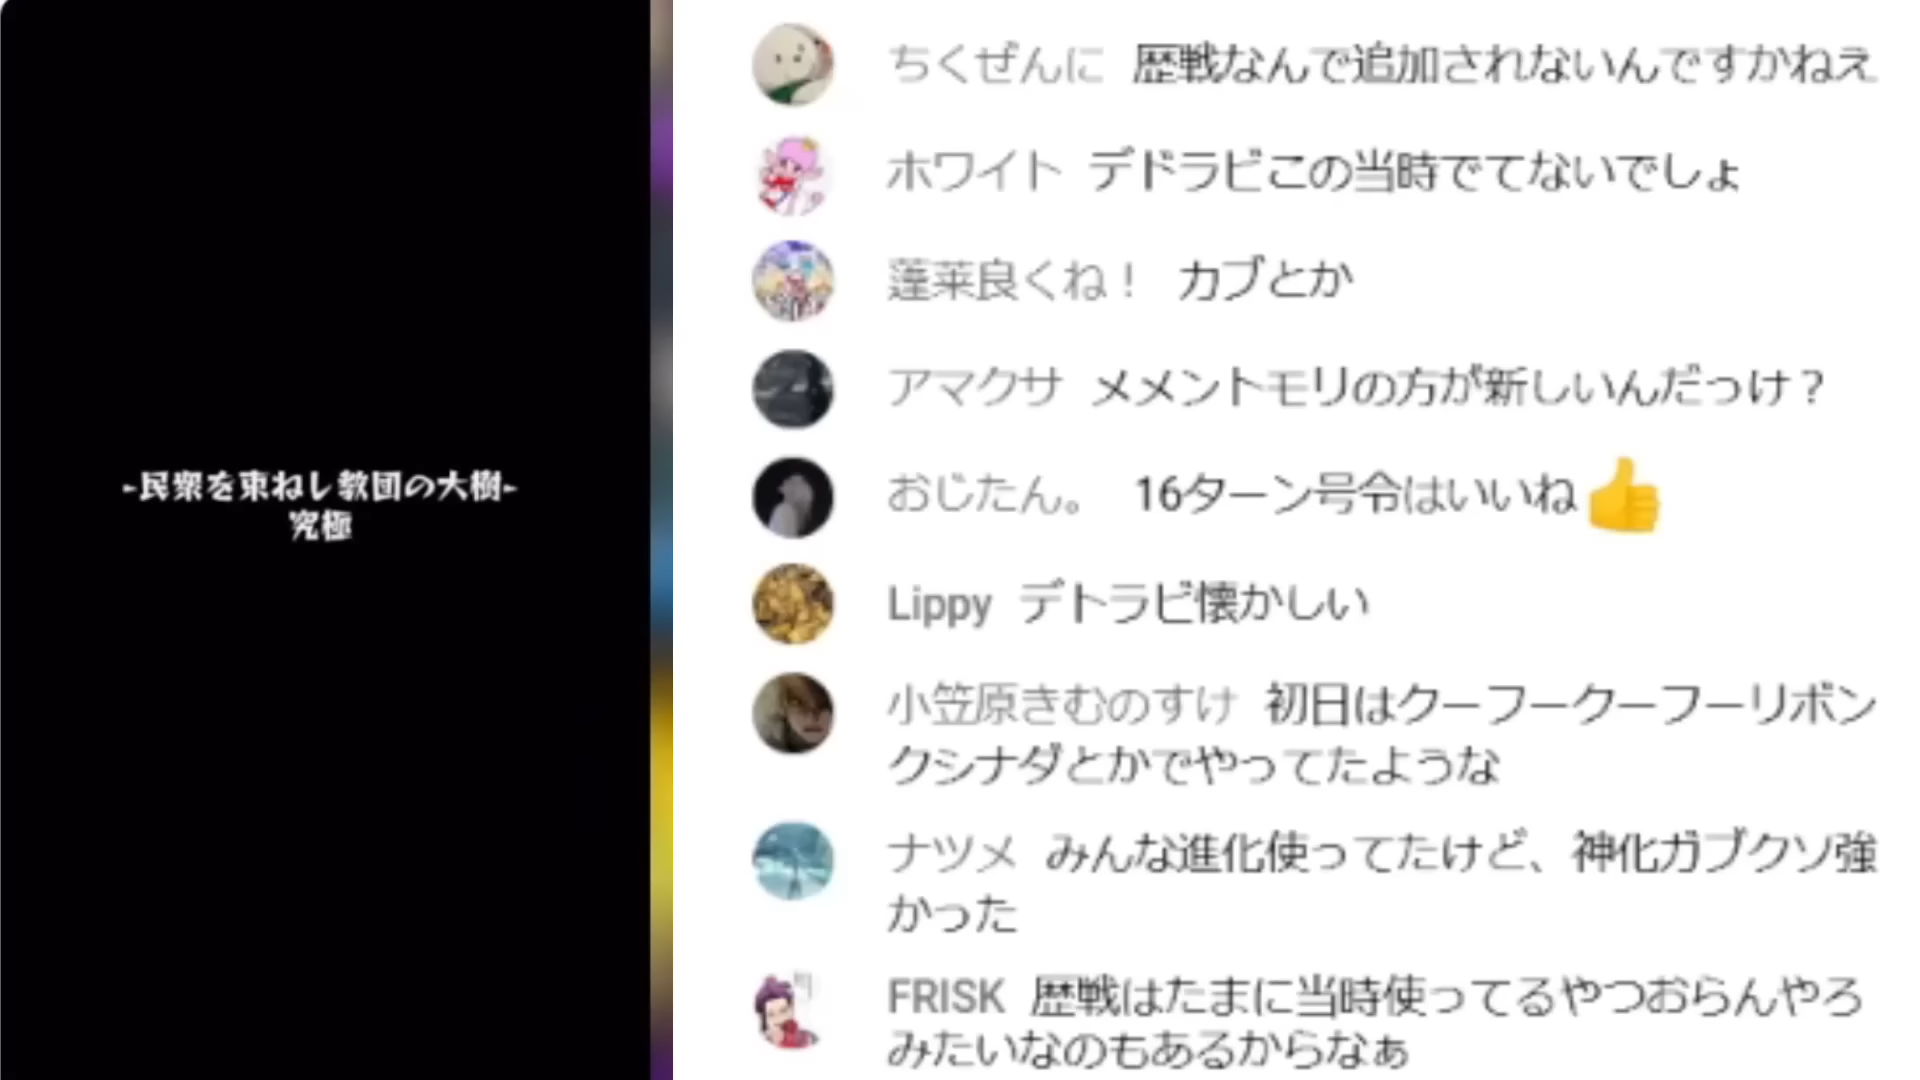 -民衆を束ねし教団の大樹-
究極
ちくぜんに 歴戦なんで追加されないんですかねえ
ホワイト デドラビこの当時でてないでしょ
蓬莱良くね! カブとか
アマクサ メメントモリの方が新しいんだっけ?
おじたん。 16ターン号令はいいね👍
Lippy デトラビ懐かしい
小笠原きむのすけ 初日はクーフークーフーリボン
クシナダとかでやってたような
ナツメ みんな進化使ってたけど、神化ガブクソ強
かった
FRISK 歴戦はたまに当時使ってるやつおらんやろ
みたいなのもあるからなぁ